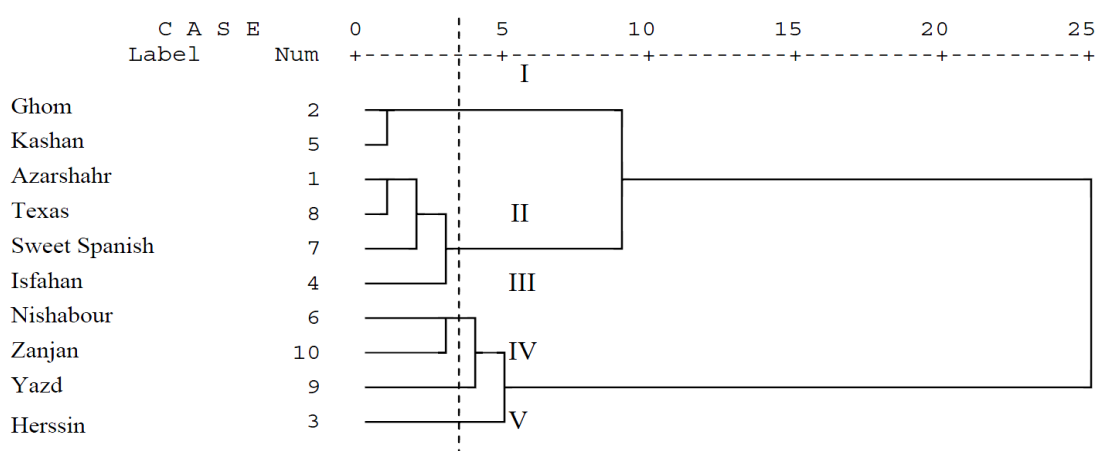 C A S E 0 5 10 15 20 25
Label Num +---------+---------+---------+---------+---------+
I
Ghom 2
Kashan 5
Azarshahr 1
Texas 8 II
Sweet Spanish 7
Isfahan 4 III
Nishabour 6
Zanjan 10 IV
Yazd 9
Herssin 3 V